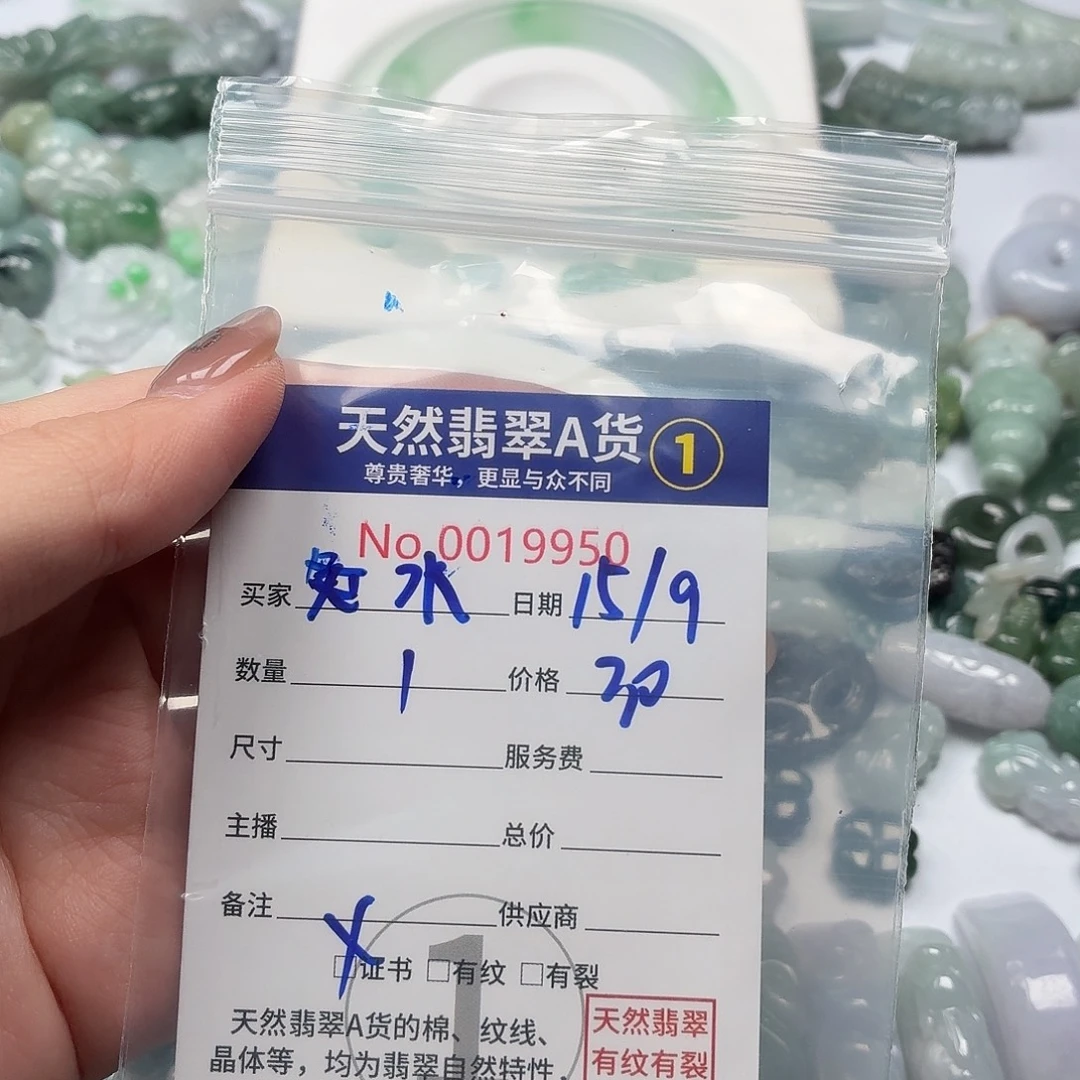 天然翡翠A货 1
尊贵奢华,更显与众不同
No.0019950
买家 水 日期 15/9
数量 1 价格
尺寸 服务费
主播 总价
备注 供应商
X
□证书 □有纹 □有裂
1
天然翡翠A货的棉、纹线、
晶体等，均为翡翠自然特性，
天然翡翠
有纹有裂